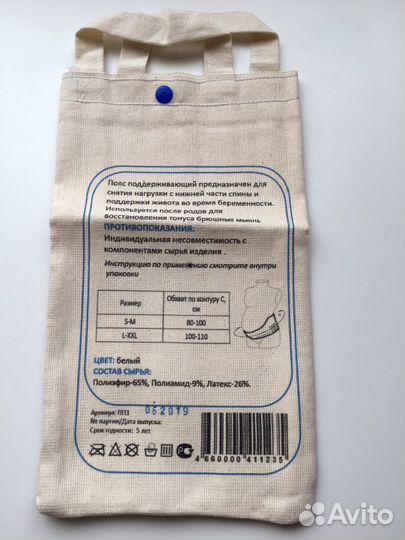 Пояс поддерживающий предназначен для
снятия нагрузки с нижней части спины и
поддержки живота во время беременности.
Используется после родов для
восстановления тонуса брюшных мышц.
ПРОТИВОПОКАЗАНИЯ:
Индивидуальная несовместимость с
компонентами сырья изделия .
Инструкцию по применению смотрите внутри
упаковки
Размер Обхват по контуру С, см
S-M 80-100
L-XXL 100-110
ЦВЕТ: белый
СОСТАВ СЫРЬЯ:
Полиэфир-65%, Полиамид-9%, Латекс-26%.
Артикул: ПП1
062019
№ партии/Дата выпуска:
Срок годности: 5 лет
4 660000 411235
Avito